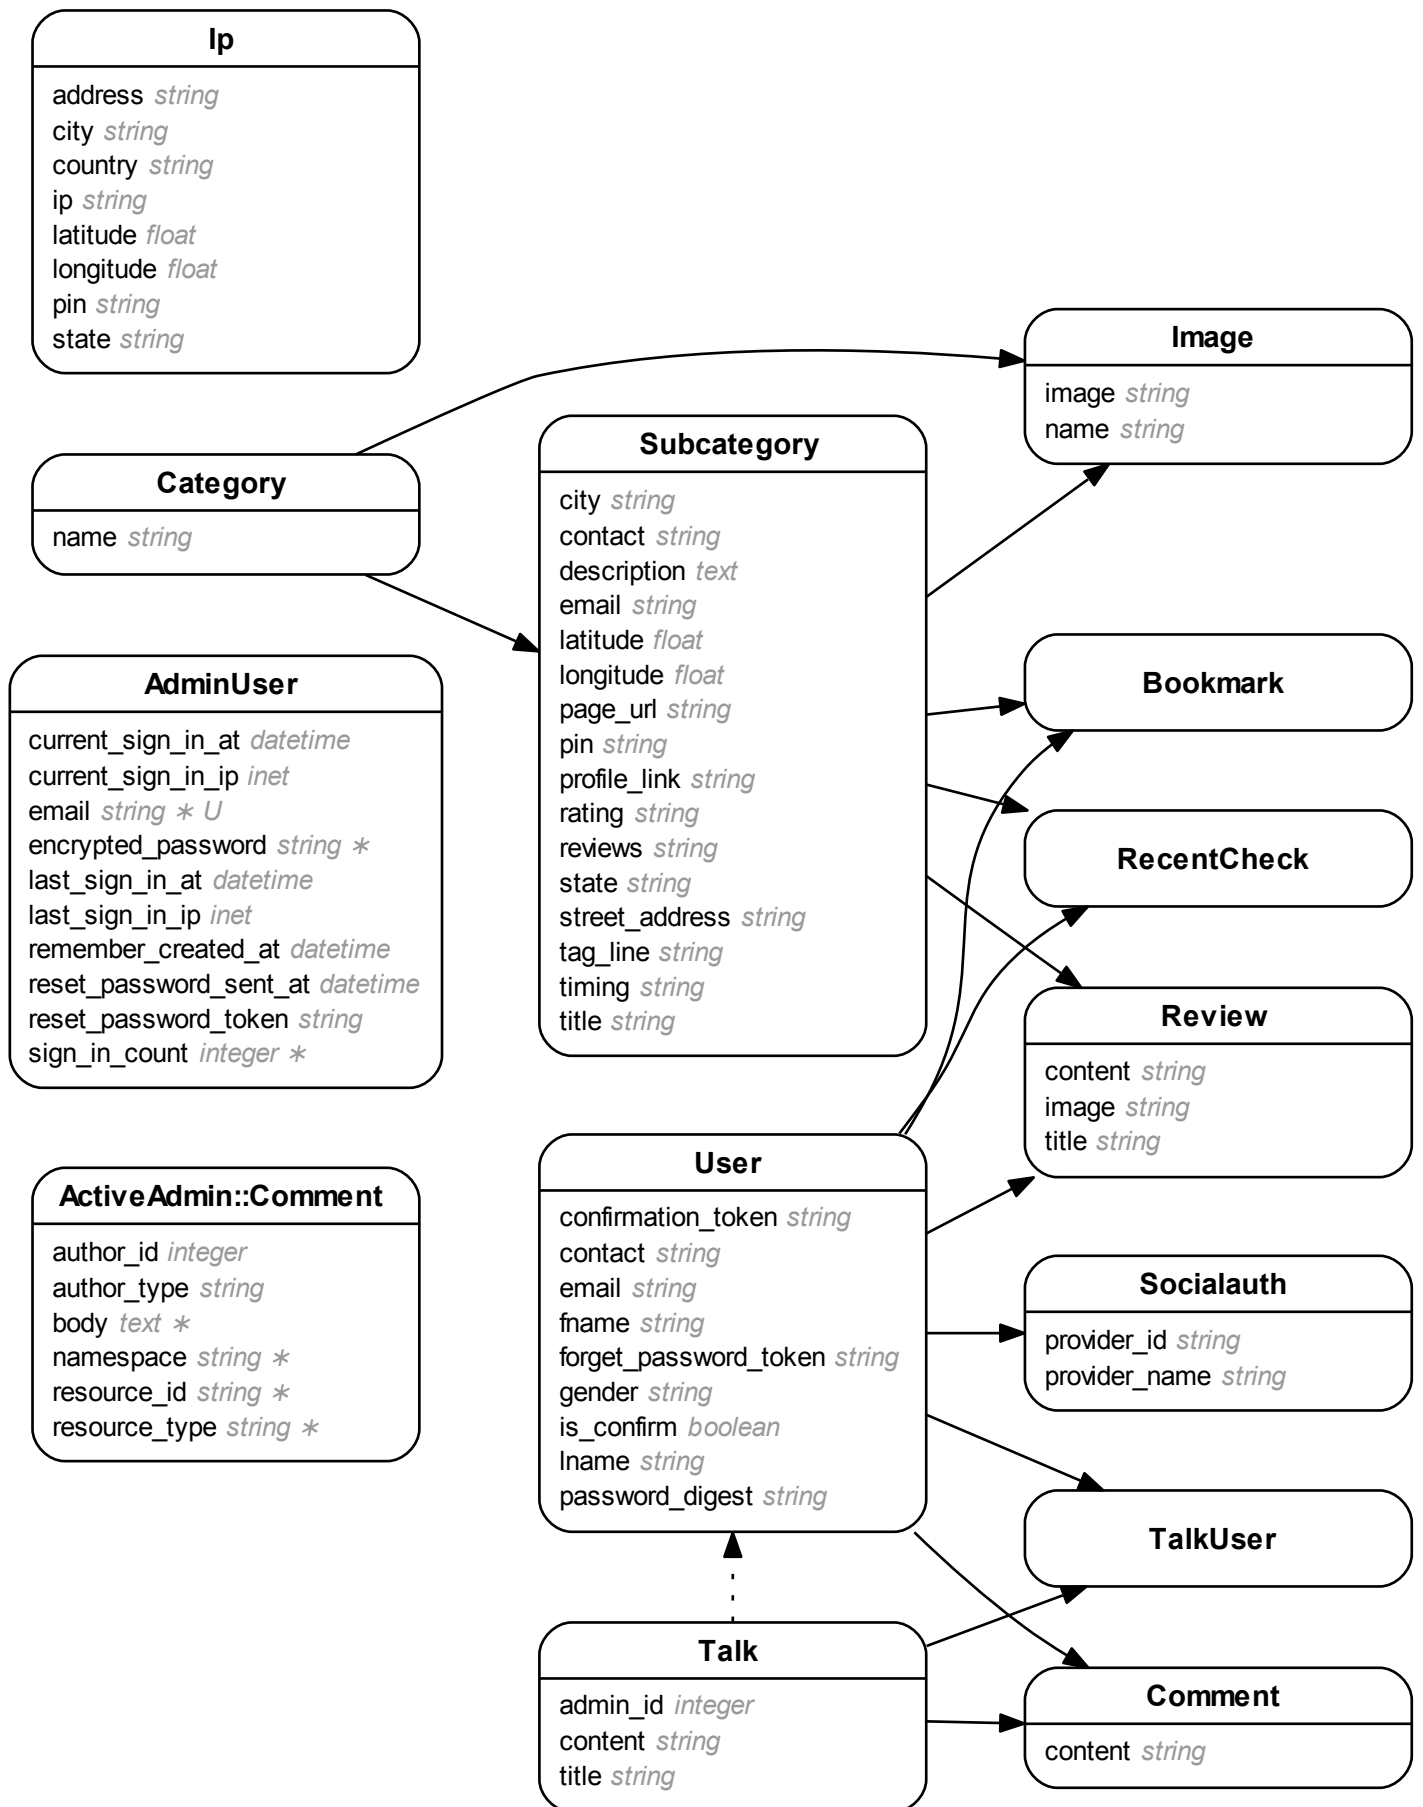 Ip
address string
city string
country string
ip string
latitude float
longitude float
pin string
state string
Category
name string
AdminUser
current_sign_in_at datetime
current_sign_in_ip inet
email string ∗ U
encrypted_password string ∗
last_sign_in_at datetime
last_sign_in_ip inet
remember_created_at datetime
reset_password_sent_at datetime
reset_password_token string
sign_in_count integer ∗
ActiveAdmin::Comment
author_id integer
author_type string
body text ∗
namespace string ∗
resource_id string ∗
resource_type string ∗
Subcategory
city string
contact string
description text
email string
latitude float
longitude float
page_url string
pin string
profile_link string
rating string
reviews string
state string
street_address string
tag_line string
timing string
title string
User
confirmation_token string
contact string
email string
fname string
forget_password_token string
gender string
is_confirm boolean
lname string
password_digest string
Talk
admin_id integer
content string
title string
Image
image string
name string
Bookmark
RecentCheck
Review
content string
image string
title string
Socialauth
provider_id string
provider_name string
TalkUser
Comment
content string